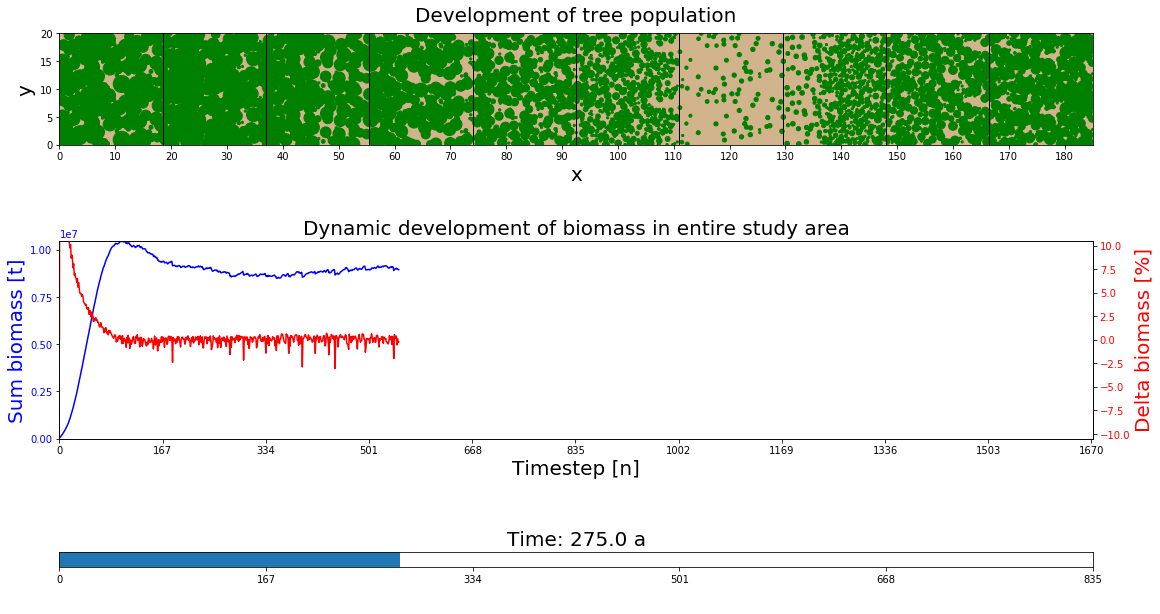 Development of tree population
20
15
10
5
0
y
0 10 20 30 40 50 60 70 80 90 100 110 120 130 140 150 160 170 180
x
Dynamic development of biomass in entire study area
1e7
1.00
0.75
0.50
0.25
0.00
Sum biomass [t]
10.0
7.5
5.0
2.5
0.0
−2.5
−5.0
−7.5
−10.0
Delta biomass [%]
0 167 334 501 668 835 1002 1169 1336 1503 1670
Timestep [n]
Time: 275.0 a
0 167 334 501 668 835